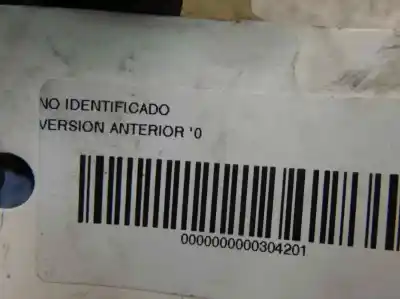 NO IDENTIFICADO
VERSION ANTERIOR '0
0000000000304201